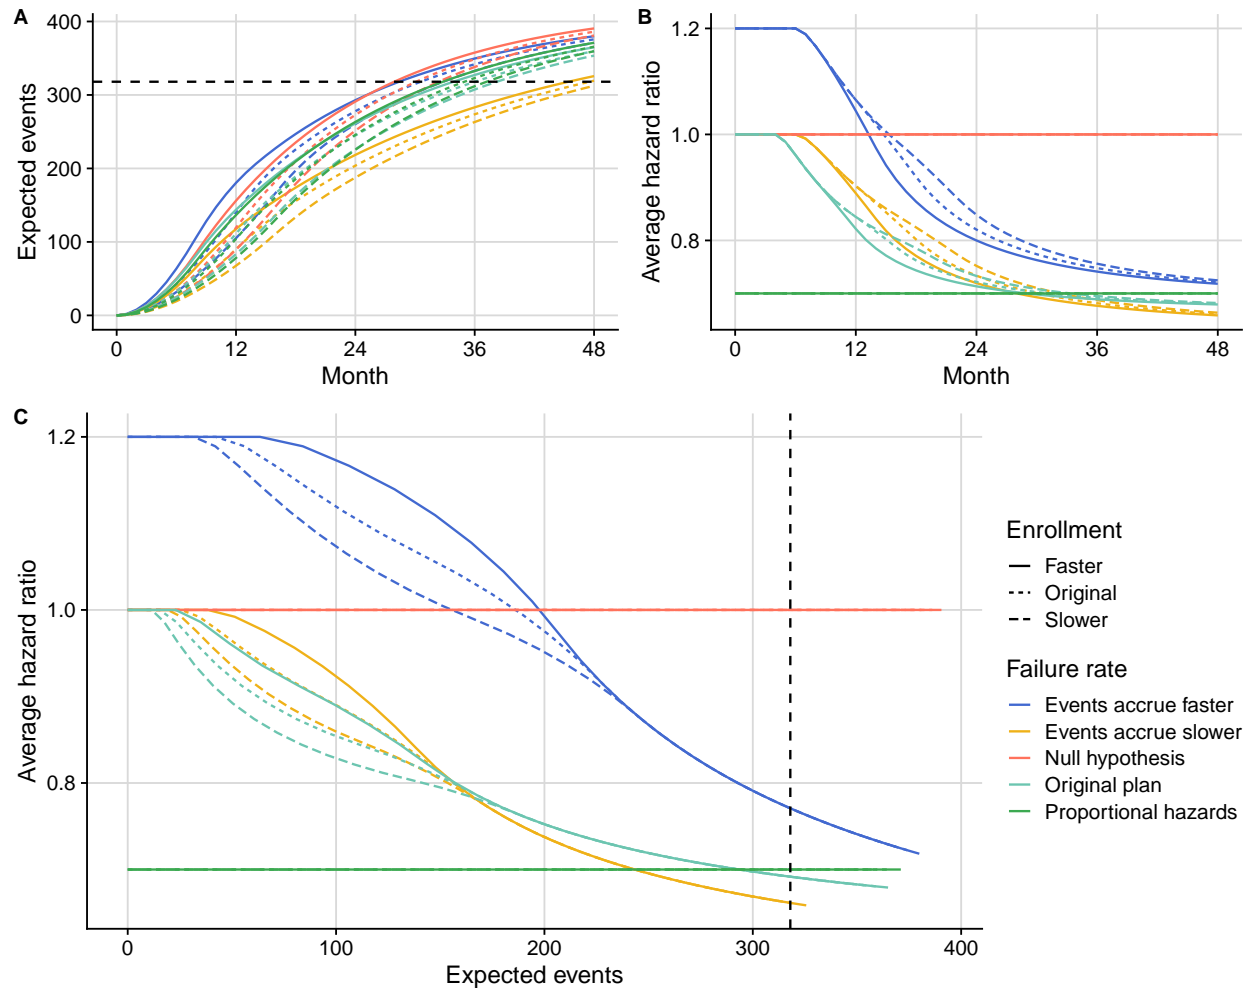 A
400
300
200
100
0
Expected events
0 12 24 36 48
Month
B
1.2
1.0
0.8
Average hazard ratio
0 12 24 36 48
Month
C
1.2
1.0
0.8
Average hazard ratio
0 100 200 300 400
Expected events
Enrollment
Faster
Original
Slower
Failure rate
Events accrue faster
Events accrue slower
Null hypothesis
Original plan
Proportional hazards